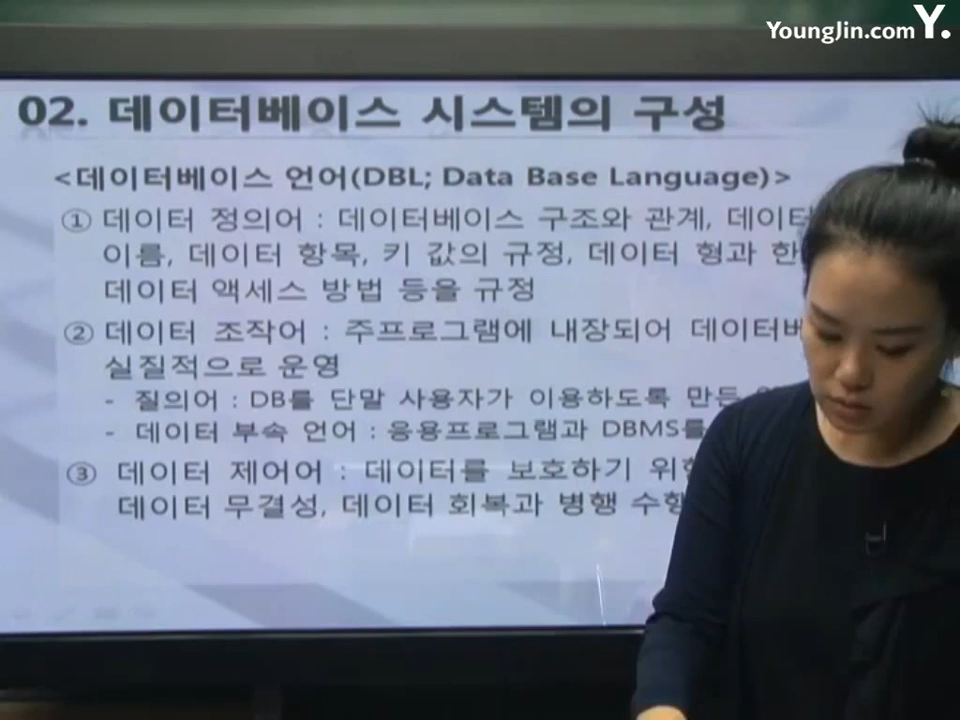 YoungJin.com Y.
02. 데이터베이스 시스템의 구성
<데이터베이스 언어(DBL; Data Base Language)>
① 데이터 정의어 : 데이터베이스 구조와 관계, 데이터
이름, 데이터 항목, 키 값의 규정, 데이터 형과 한
데이터 액세스 방법 등을 규정
② 데이터 조작어 : 주프로그램에 내장되어
실질적으로 운영
- 질의어 : DB를 단말 사용자가 이용하도록 만든
- 데이터 부속 언어 : 응용프로그램과 DBMS를
③ 데이터 제어어 : 데이터를 보호하기
데이터 무결성, 데이터 회복과 병행 수행